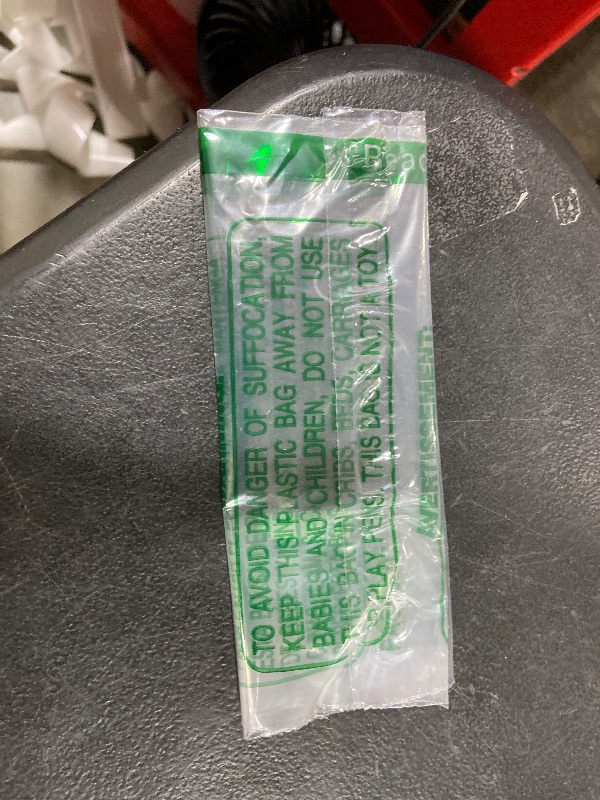 TO AVOID DANGER OF SUFFOCATION,
KEEP THIS PLASTIC BAG AWAY FROM
BABIES AND CHILDREN, DO NOT USE
THIS BAG IN CRIBS, BEDS, CARRIAGES
PLAY PENS. THIS BAG IS NOT A TOY
AVERTISSEMENT: